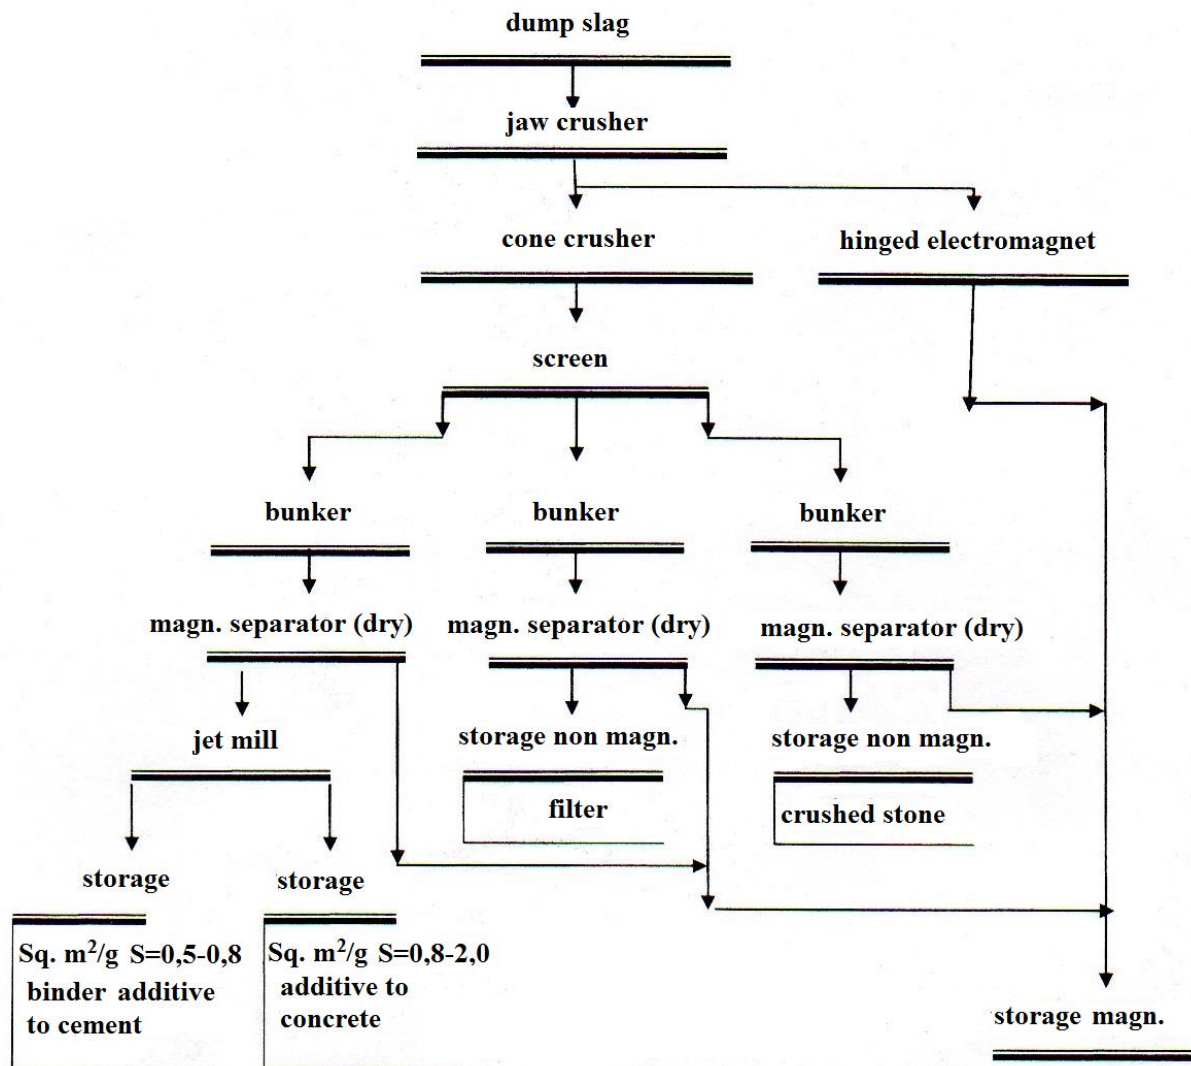 dump slag
jaw crusher
cone crusher
hinged electromagnet
screen
bunker
bunker
bunker
magn. separator (dry)
magn. separator (dry)
magn. separator (dry)
jet mill
storage non magn.
storage non magn.
filter
crushed stone
storage
storage
Sq. m²/g S=0,5-0,8
binder additive
to cement
Sq. m²/g S=0,8-2,0
additive to
concrete
storage magn.